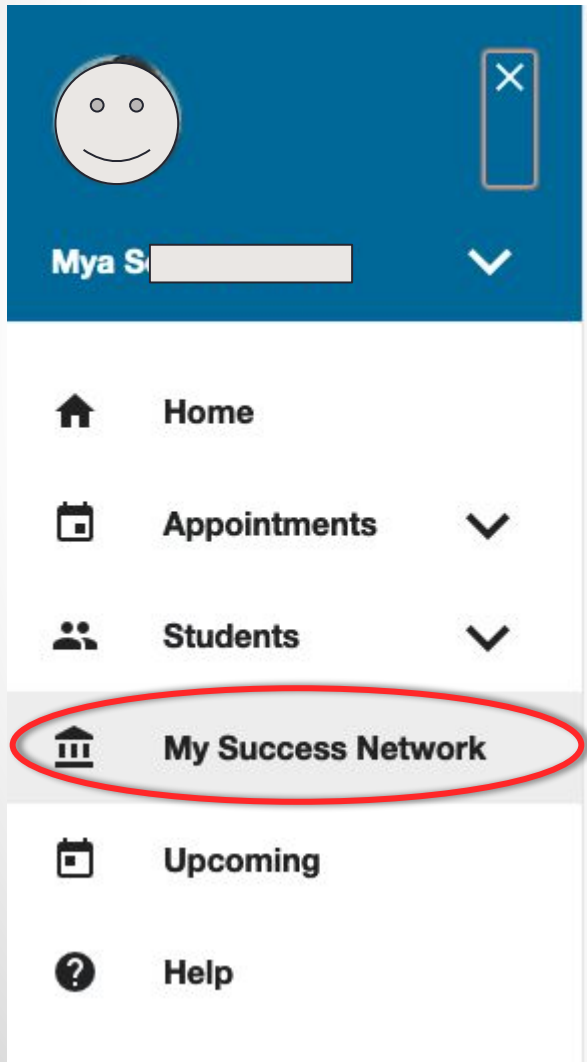 Mya S
Home
Appointments
Students
My Success Network
Upcoming
Help